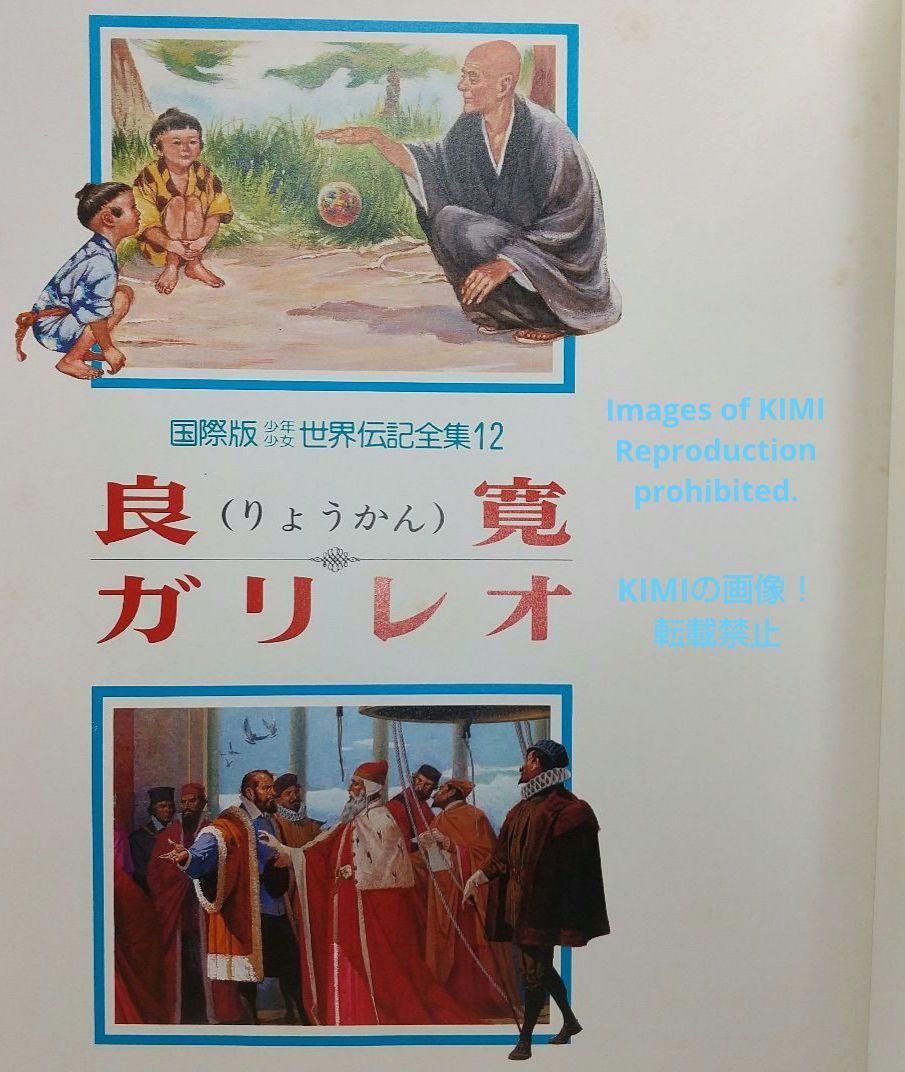 国際版 少年少女 世界伝記全集12
良(りょうかん)寛
ガリレオ
Images of KIMI
Reproduction
prohibited.
KIMIの画像！
転載禁止